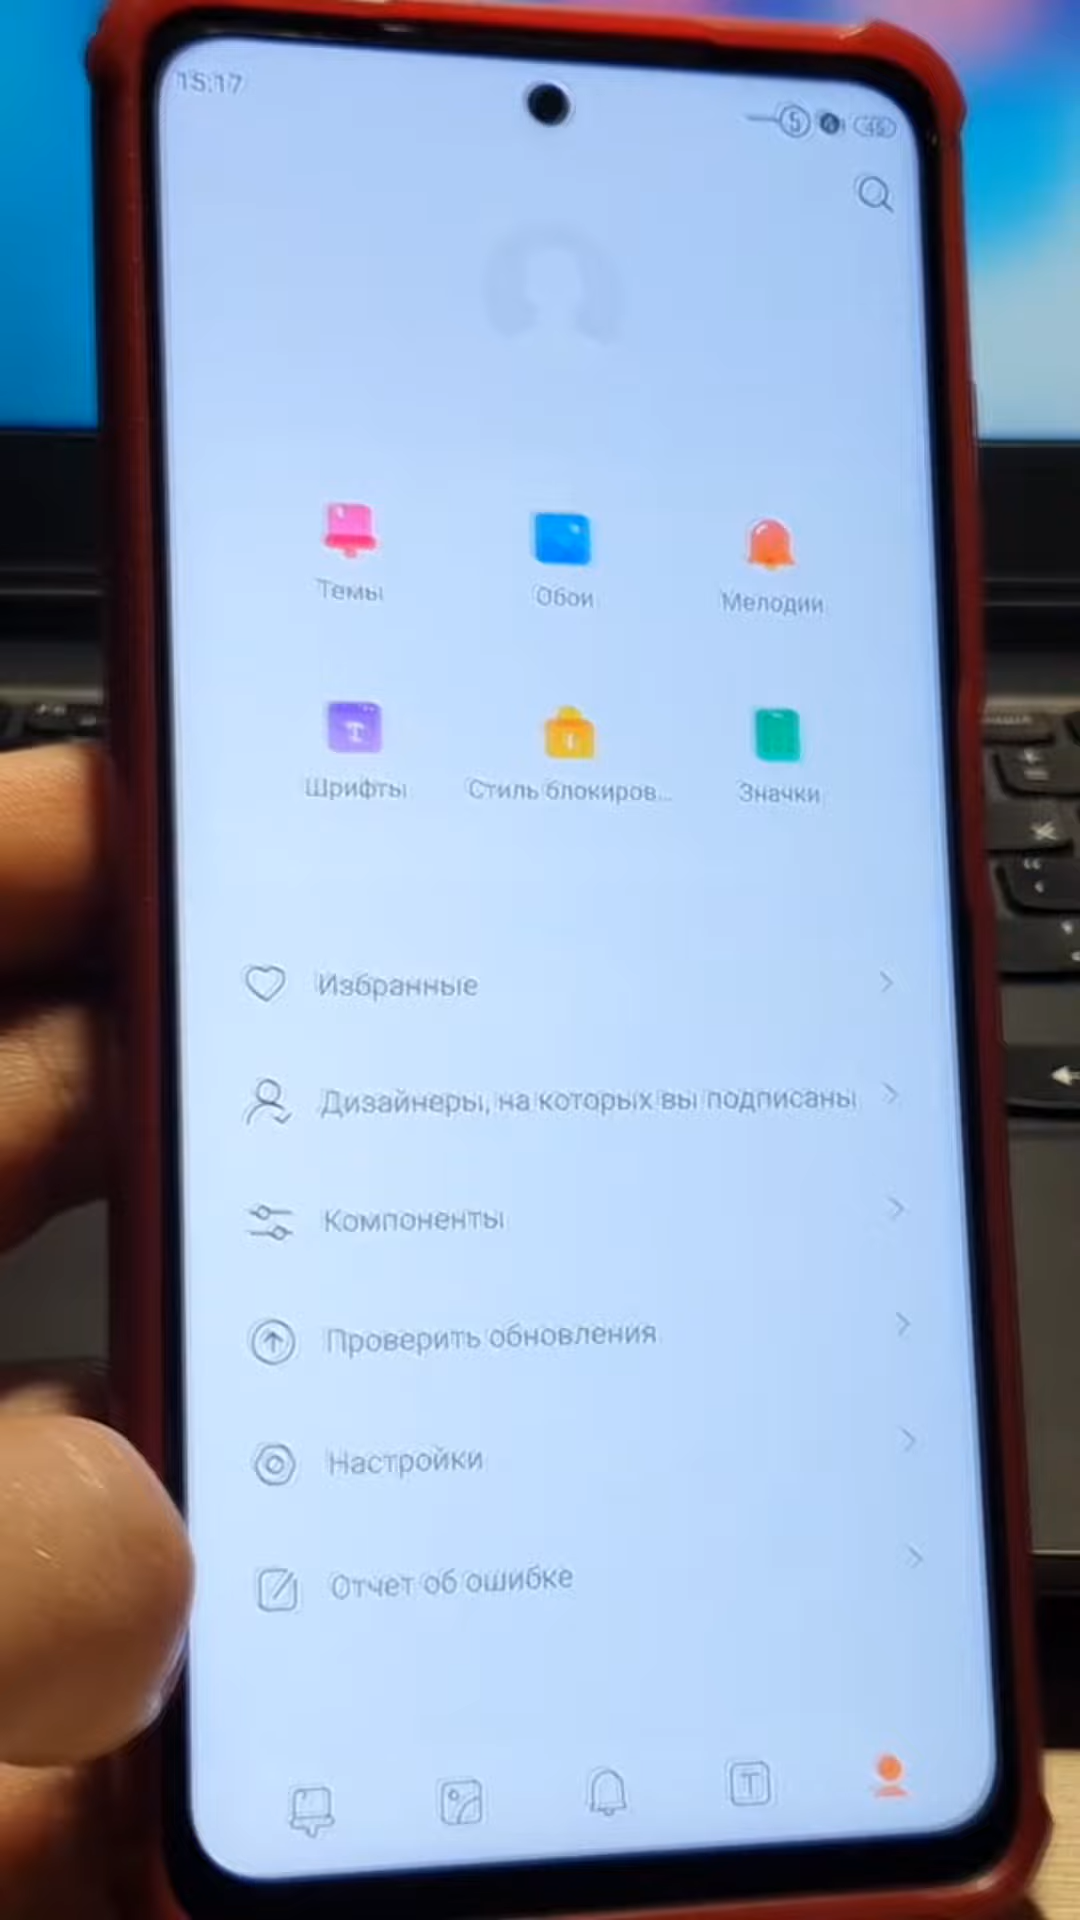 15:17
Темы
Обои
Мелодии
Шрифты
Стиль блокиров...
Значки
Избранные
Дизайнеры, на которых вы подписаны
Компоненты
Проверить обновления
Настройки
Отчет об ошибке